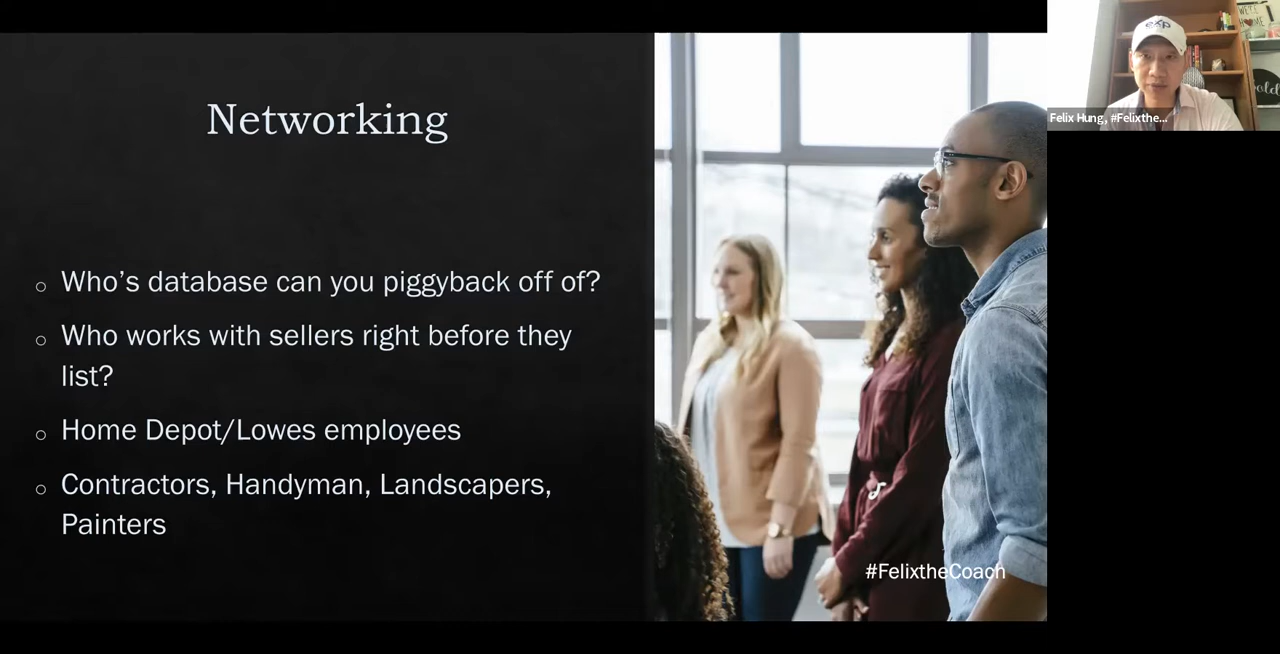 Networking
Who's database can you piggyback off of?
Who works with sellers right before they
list?
Home Depot/Lowes employees
Contractors, Handyman, Landscapers,
Painters
#FelixtheCoach
exp
Felix Hung, #Felixthe...